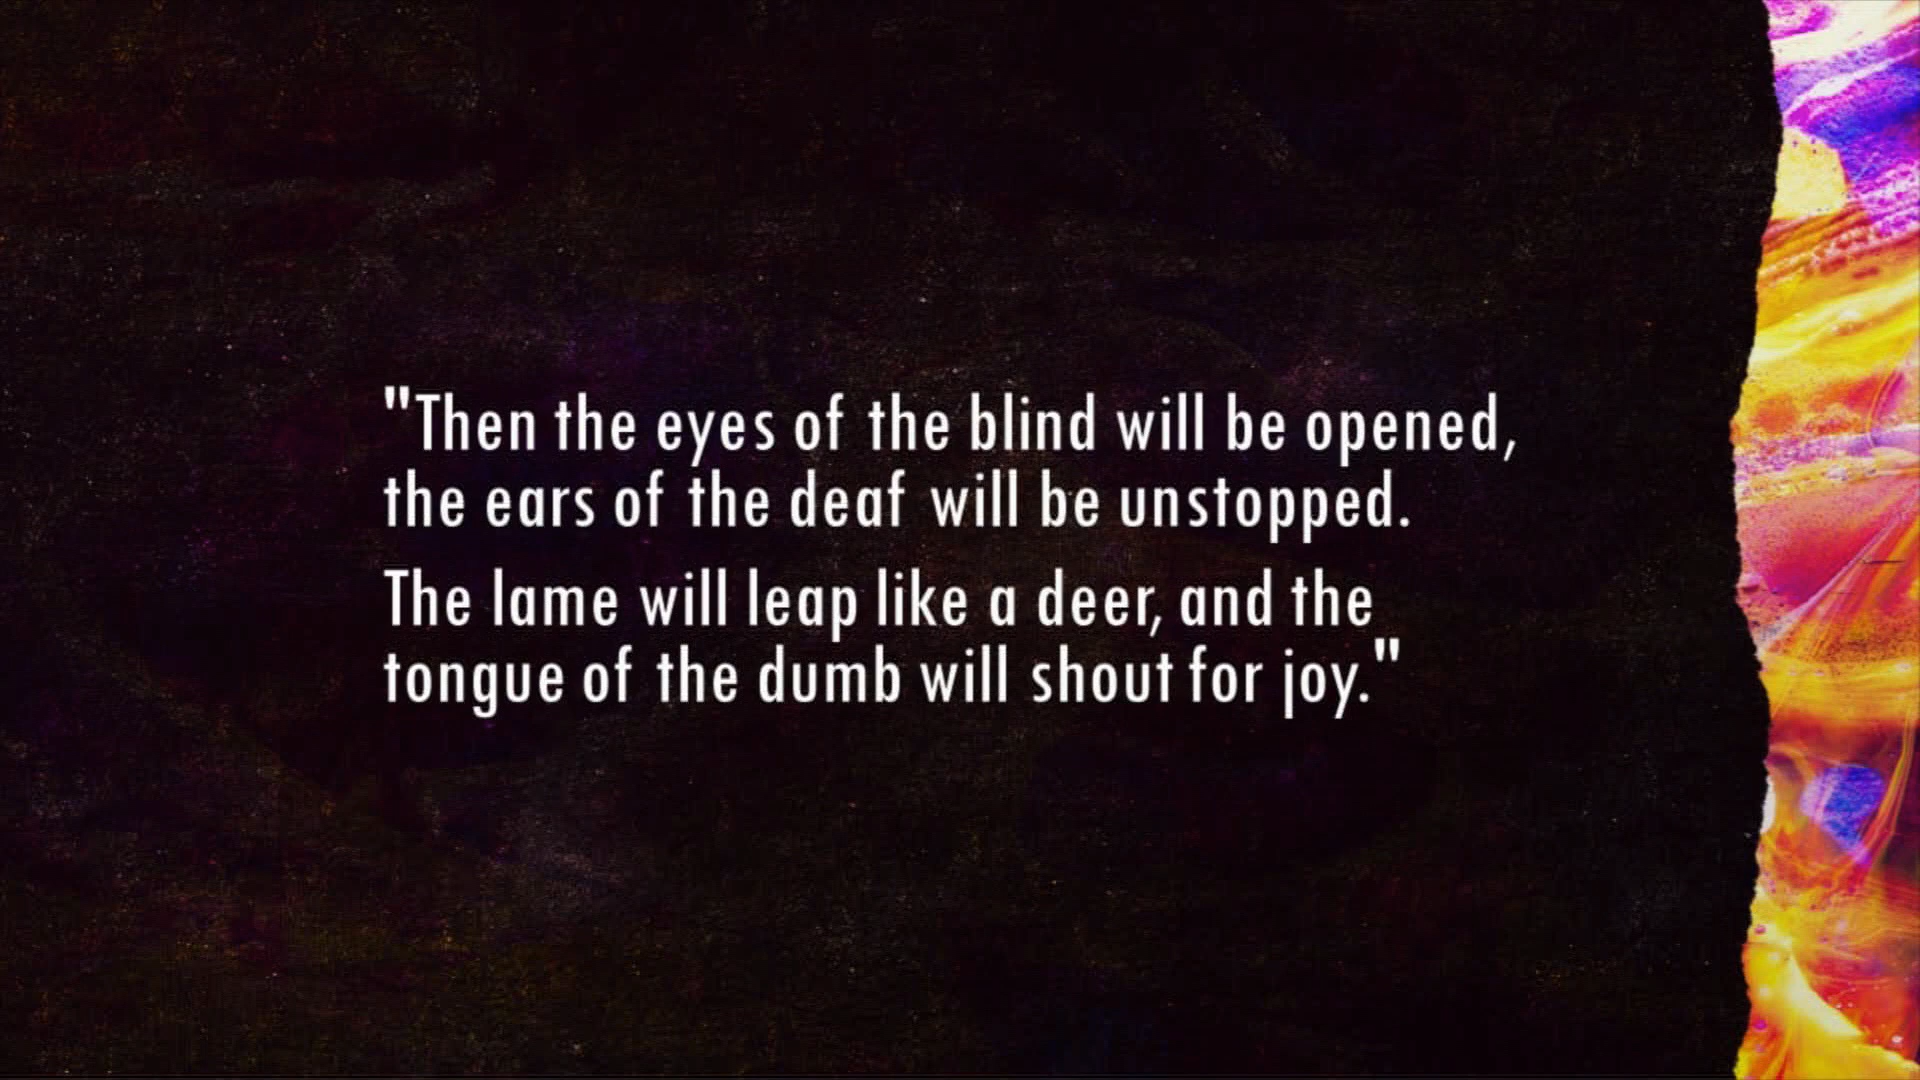 "Then the eyes of the blind will be opened,
the ears of the deaf will be unstopped.
The lame will leap like a deer, and the
tongue of the dumb will shout for joy."